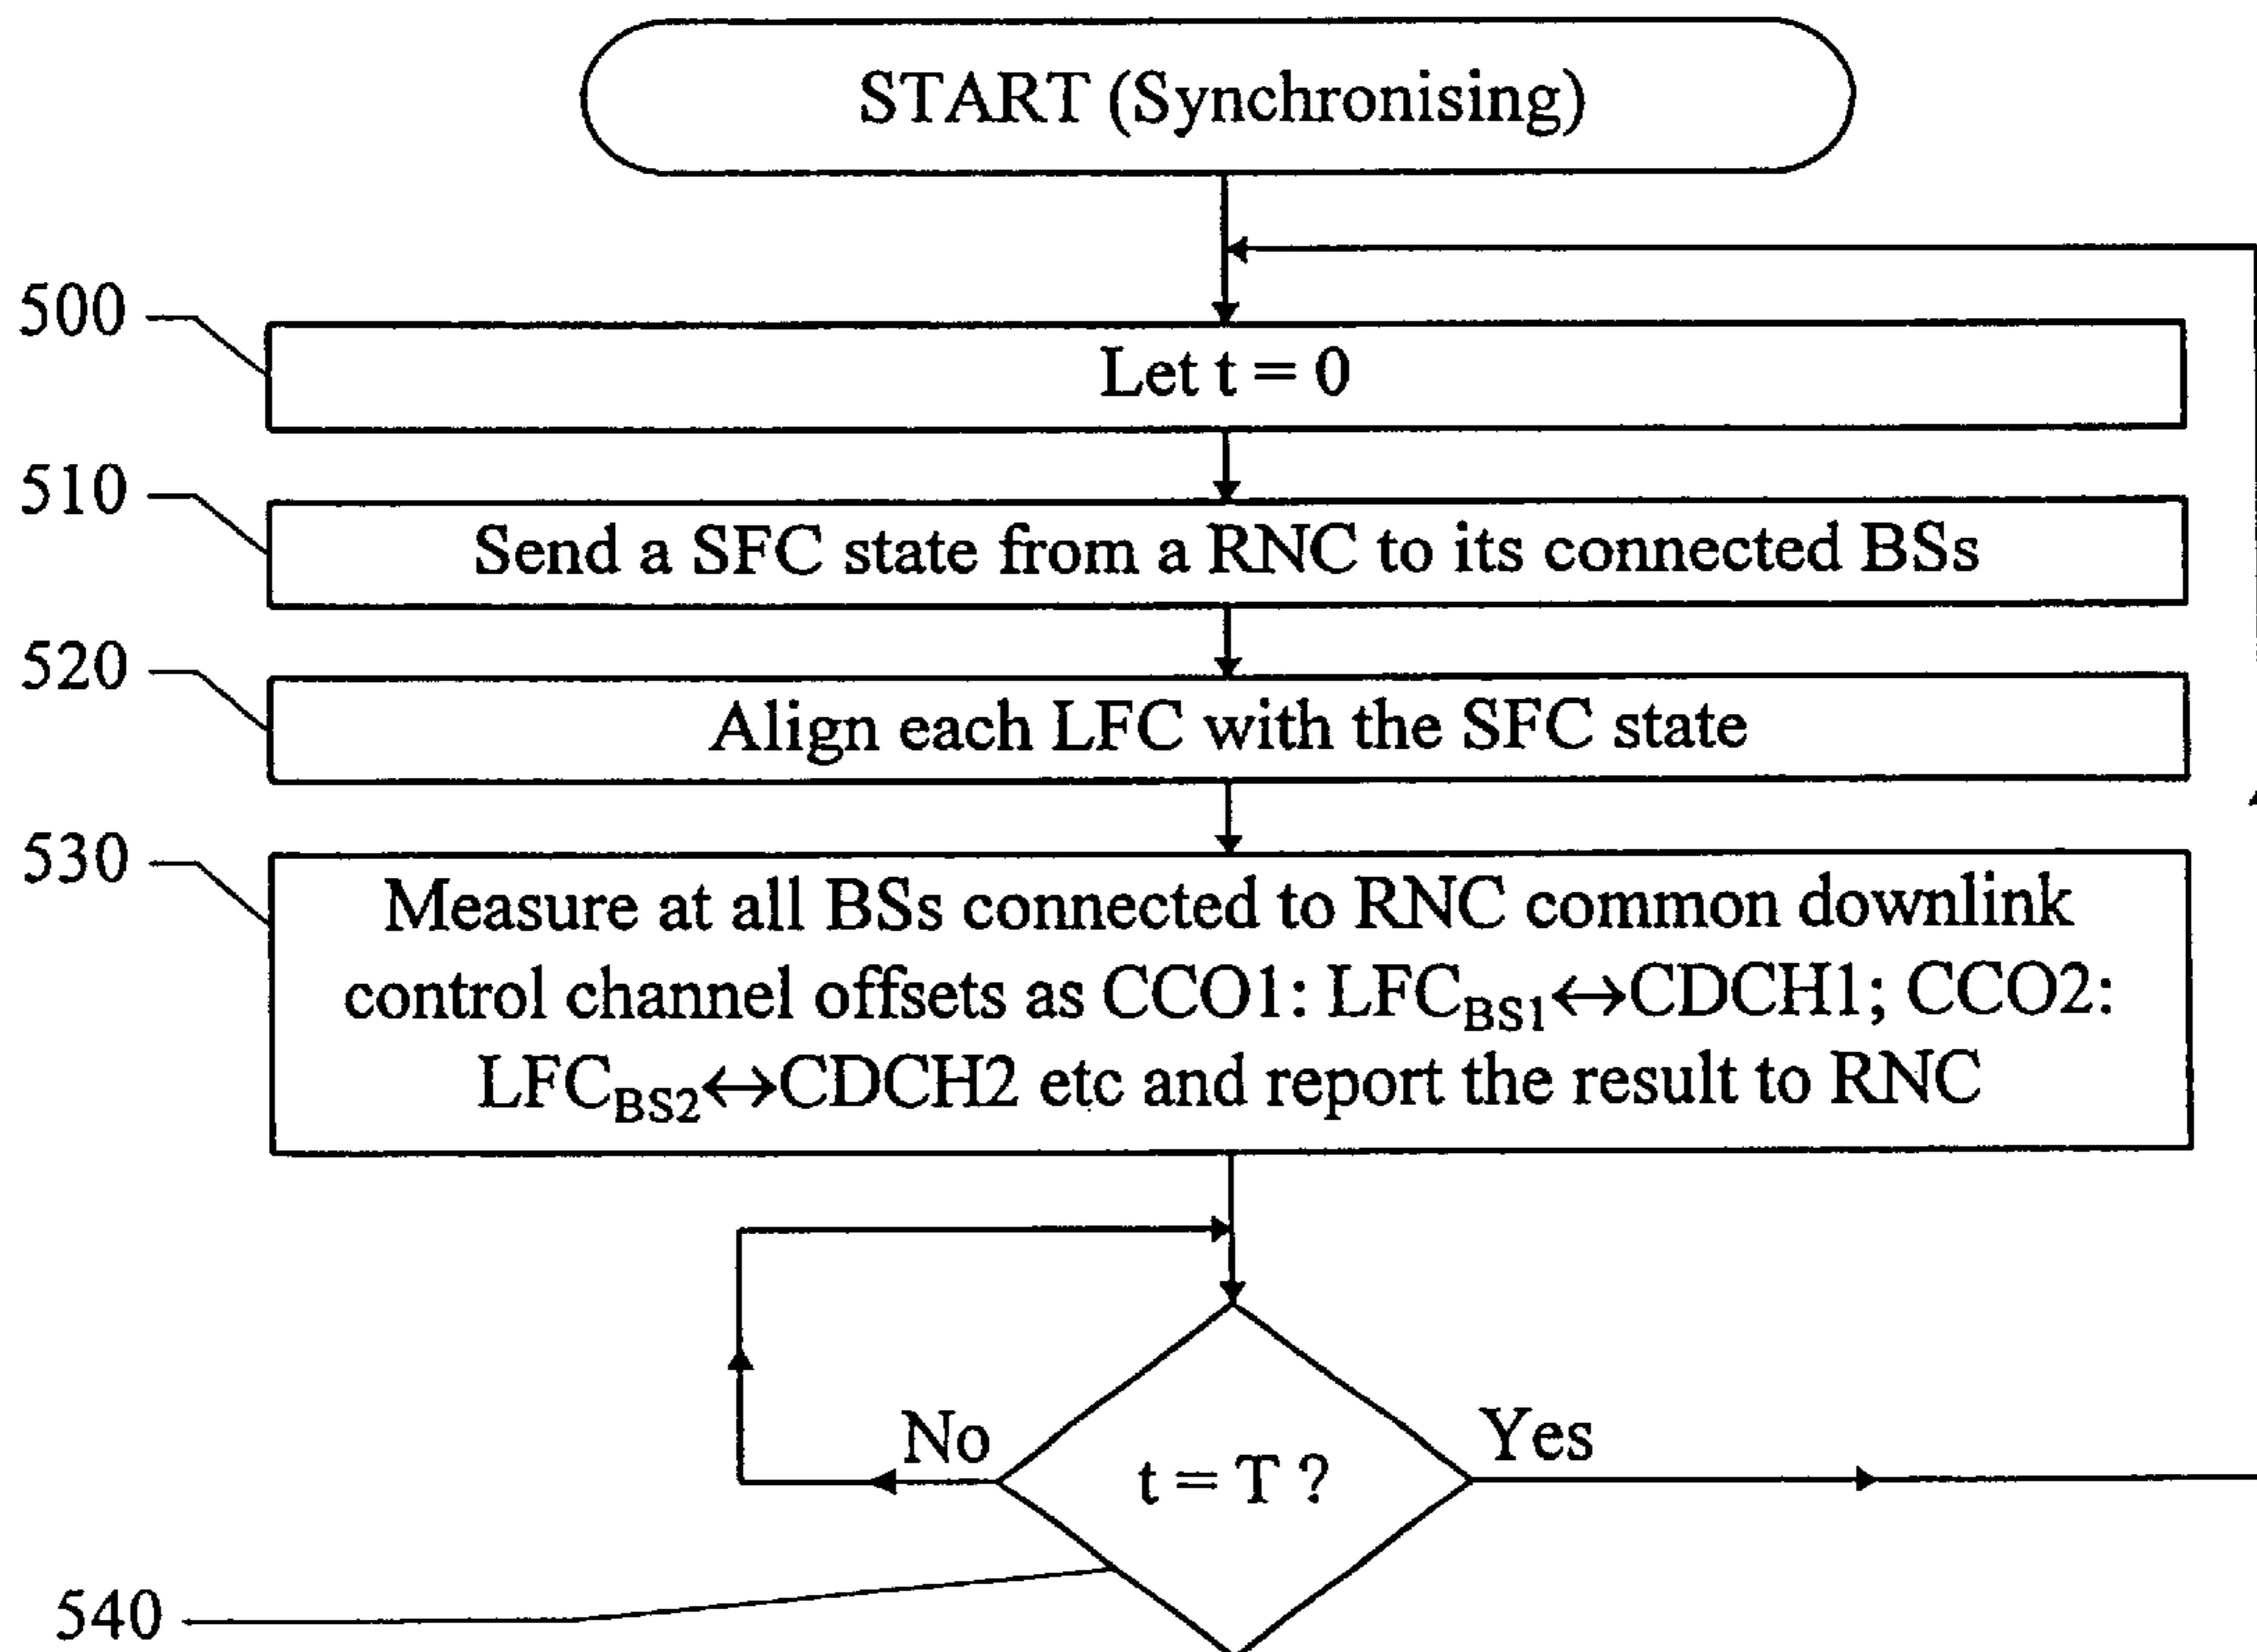 START (Synchronising)
500
Let t = 0
510
Send a SFC state from a RNC to its connected BSs
520
Align each LFC with the SFC state
530
Measure at all BSs connected to RNC common downlink
control channel offsets as CCO1: LFC_BS1↔CDCH1; CCO2:
LFC_BS2↔CDCH2 etc and report the result to RNC
No
Yes
t = T ?
540